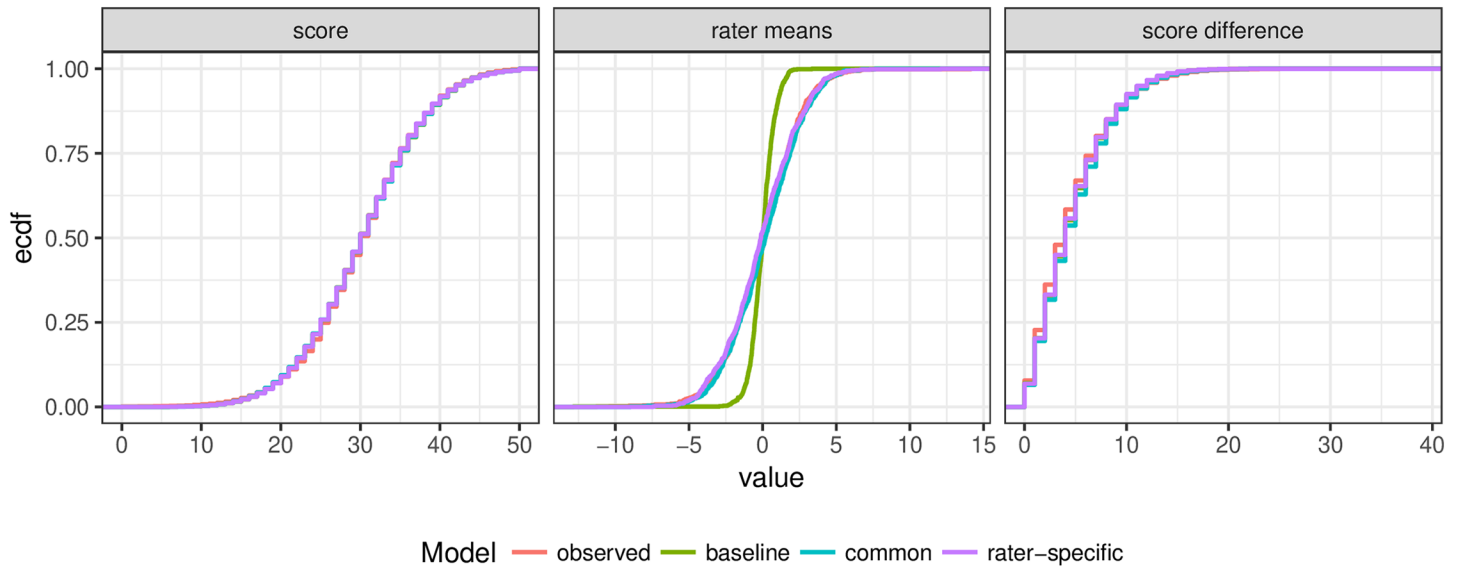 score rater means score difference
1.00
0.75
0.50
0.25
0.00
ecdf
0 10 20 30 40 50 −10 −5 0 5 10 15 0 10 20 30 40
value
Model observed baseline common rater−specific